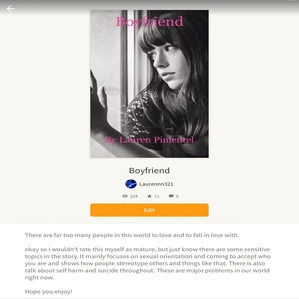 Boyfriend
By Lauren Pimentel
Boyfriend
Laurennn321
11
Edit
There are far too many people in this world to love and to fall in love with.
okay so I wouldn't rate this myself as mature, but just know there are some sensitive
topics in the story. It mainly focuses on sexual orientation and coming to accept who
you are and shows how people stereotype others and things like that. There is also
talk about self harm and suicide throughout. These are major problems in our world
right now.
Hope you enjoy!